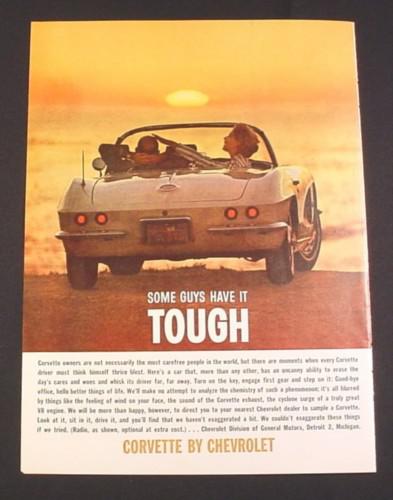 SOME GUYS HAVE IT
TOUGH
Corvette owners are not necessarily the most carefree people in the world, but there are moments when every Corvette
driver must think himself thrice blest. Here's a car that, more than any other, has an uncanny ability to erase the
day's cares and woes and whisk its driver far, far away. Turn on the key, engage first gear and step on it: Good-bye
office, hello better things of life. We'll make no attempt to analyze the chemistry of such a phenomenon; it's all blurred
by things like the feeling of wind on your face, the sound of the Corvette exhaust, the cyclone surge of a truly great
V8 engine. We will be more than happy, however, to direct you to your nearest Chevrolet dealer to sample a Corvette.
Look at it, sit in it, drive it, and you'll find that we haven't exaggerated a bit. We couldn't exaggerate these things
if we tried. (Radio, as shown, optional at extra cost.) . . . Chevrolet Division of General Motors, Detroit 2, Michigan.
CORVETTE BY CHEVROLET